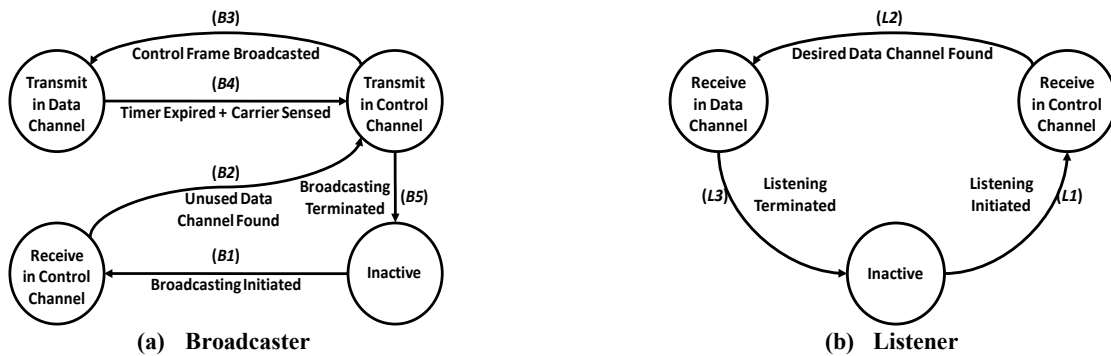 (B3)
Control Frame Broadcasted
Transmit
in Data
Channel
(B4)
Timer Expired + Carrier Sensed
Transmit
in Control
Channel
(B2)
Unused Data
Channel Found
Broadcasting
Terminated
(B5)
Receive
in Control
Channel
(B1)
Broadcasting Initiated
Inactive
(a) Broadcaster
(L2)
Desired Data Channel Found
Receive
in Data
Channel
Receive
in Control
Channel
(L3)
Listening
Terminated
Listening
Initiated
(L1)
Inactive
(b) Listener